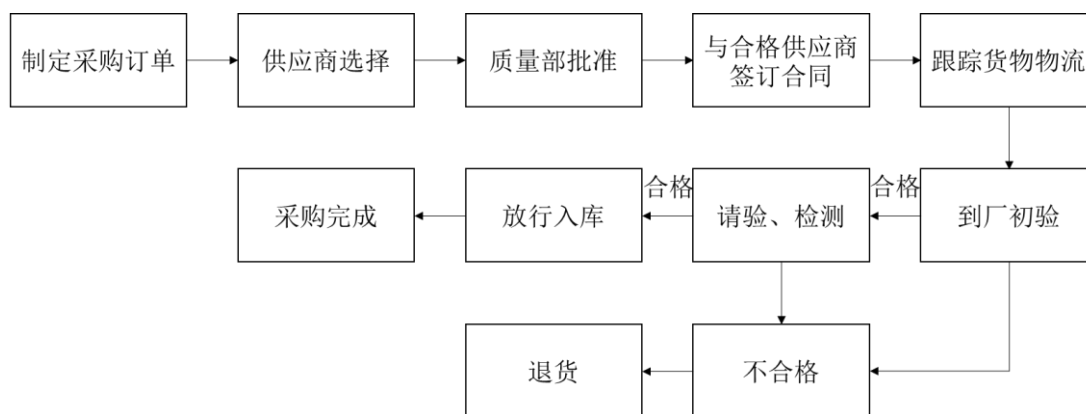 制定采购订单
供应商选择
质量部批准
与合格供应商
签订合同
跟踪货物物流
采购完成
放行入库
合格
请验、检测
合格
到厂初验
退货
不合格